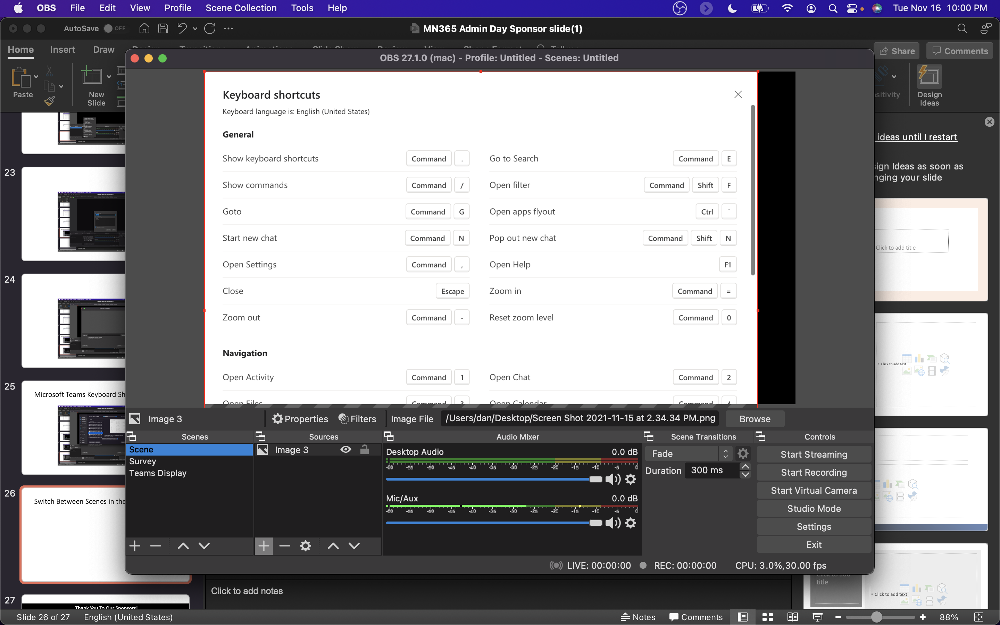 OBS File Edit View Profile Scene Collection Tools Help Tue Nov 16 10:00 PM
AutoSave OFF MN365 Admin Day Sponsor slide(1)
Home Insert Draw Design Transitions Animations Slide Show Review View Shape Format Tell me Share Comments
OBS 27.1.0 (mac) - Profile: Untitled - Scenes: Untitled
Paste New Slide
Design Ideas
ideas until I restart
Ideas as soon as
your slide
Click to add title
Click to add text
Click to add
title
Click to add text
23
24
25
Microsoft Teams Keyboard
26
Switch Between Scenes in the
27
Thank You To Our Sponsors!
Keyboard shortcuts
Keyboard language is: English (United States)
General
Show keyboard shortcuts Command . Go to Search Command E
Show commands Command / Open filter Command Shift F
Goto Command G Open apps flyout Ctrl `
Start new chat Command N Pop out new chat Command Shift N
Open Settings Command , Open Help F1
Close Escape Zoom in Command =
Zoom out Command - Reset zoom level Command 0
Navigation
Open Activity Command 1 Open Chat Command 2
Open Files Command 3 Open Calendar Command 4
Image 3 Properties Filters Image File /Users/dan/Desktop/Screen Shot 2021-11-15 at 2.34.34 PM.png Browse
Scenes Sources Audio Mixer Scene Transitions Controls
Scene
Survey
Teams Display
Image 3
Desktop Audio 0.0 dB
-60 -55 -50 -45 -40 -35 -30 -25 -20 -15 -10 -5 0
Mic/Aux 0.0 dB
-60 -55 -50 -45 -40 -35 -30 -25 -20 -15 -10 -5 0
Fade
Duration 300 ms
Start Streaming
Start Recording
Start Virtual Camera
Studio Mode
Settings
Exit
LIVE: 00:00:00 REC: 00:00:00 CPU: 3.0%,30.00 fps
Click to add notes
Slide 26 of 27 English (United States) Notes Comments 88%